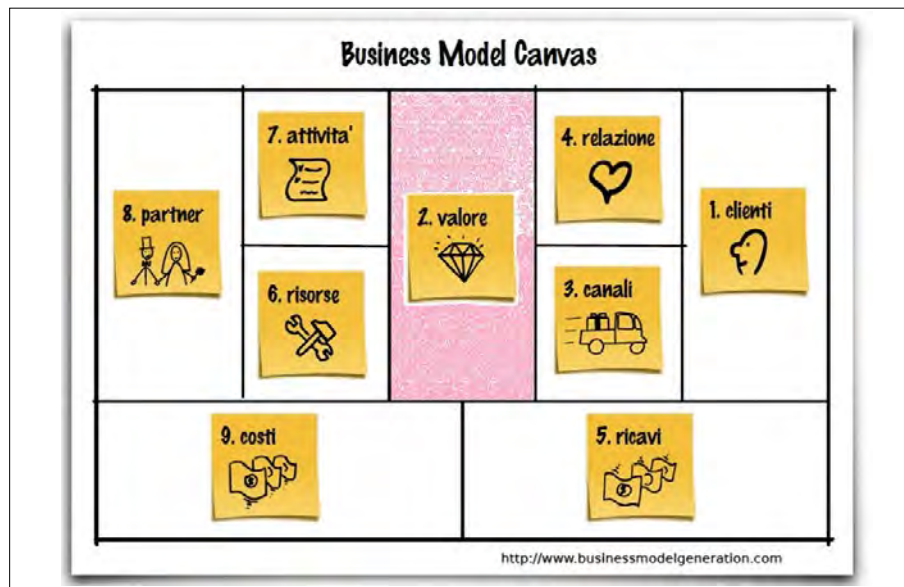 Business Model Canvas
7. attivita'
4. relazione
8. partner
2. valore
1. clienti
6. risorse
3. canali
9. costi
5. ricavi
http://www.businessmodelgeneration.com